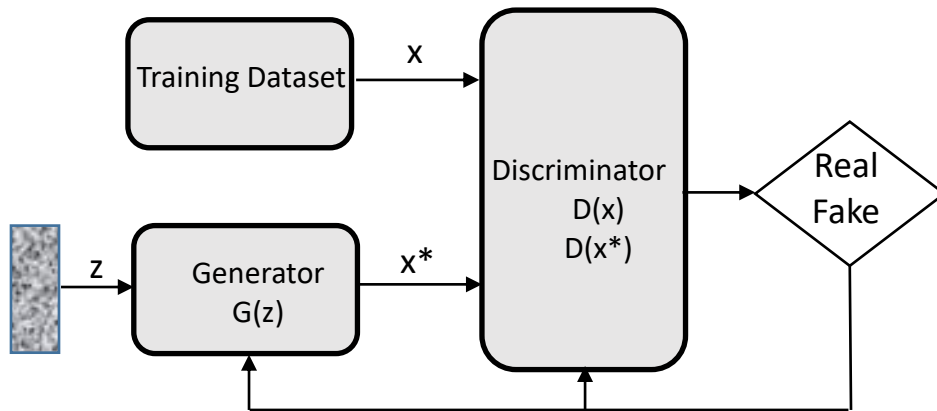 Training Dataset
x
Discriminator
D(x)
D(x*)
Real
Fake
z
Generator
G(z)
x*